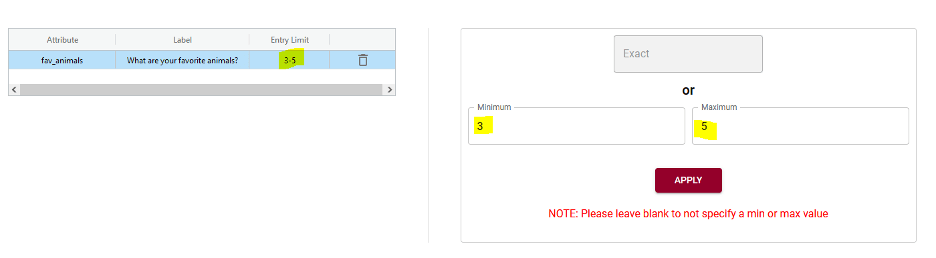 Attribute Label Entry Limit
fav_animals What are your favorite animals? 3-5
Exact
or
Minimum Maximum
3 5
APPLY
NOTE: Please leave blank to not specify a min or max value